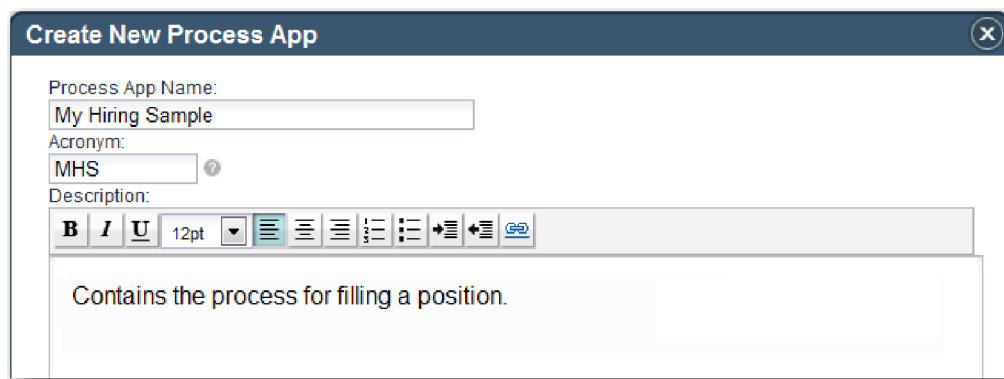 Create New Process App
Process App Name:
My Hiring Sample
Acronym:
MHS
Description:
B I U 12pt
Contains the process for filling a position.